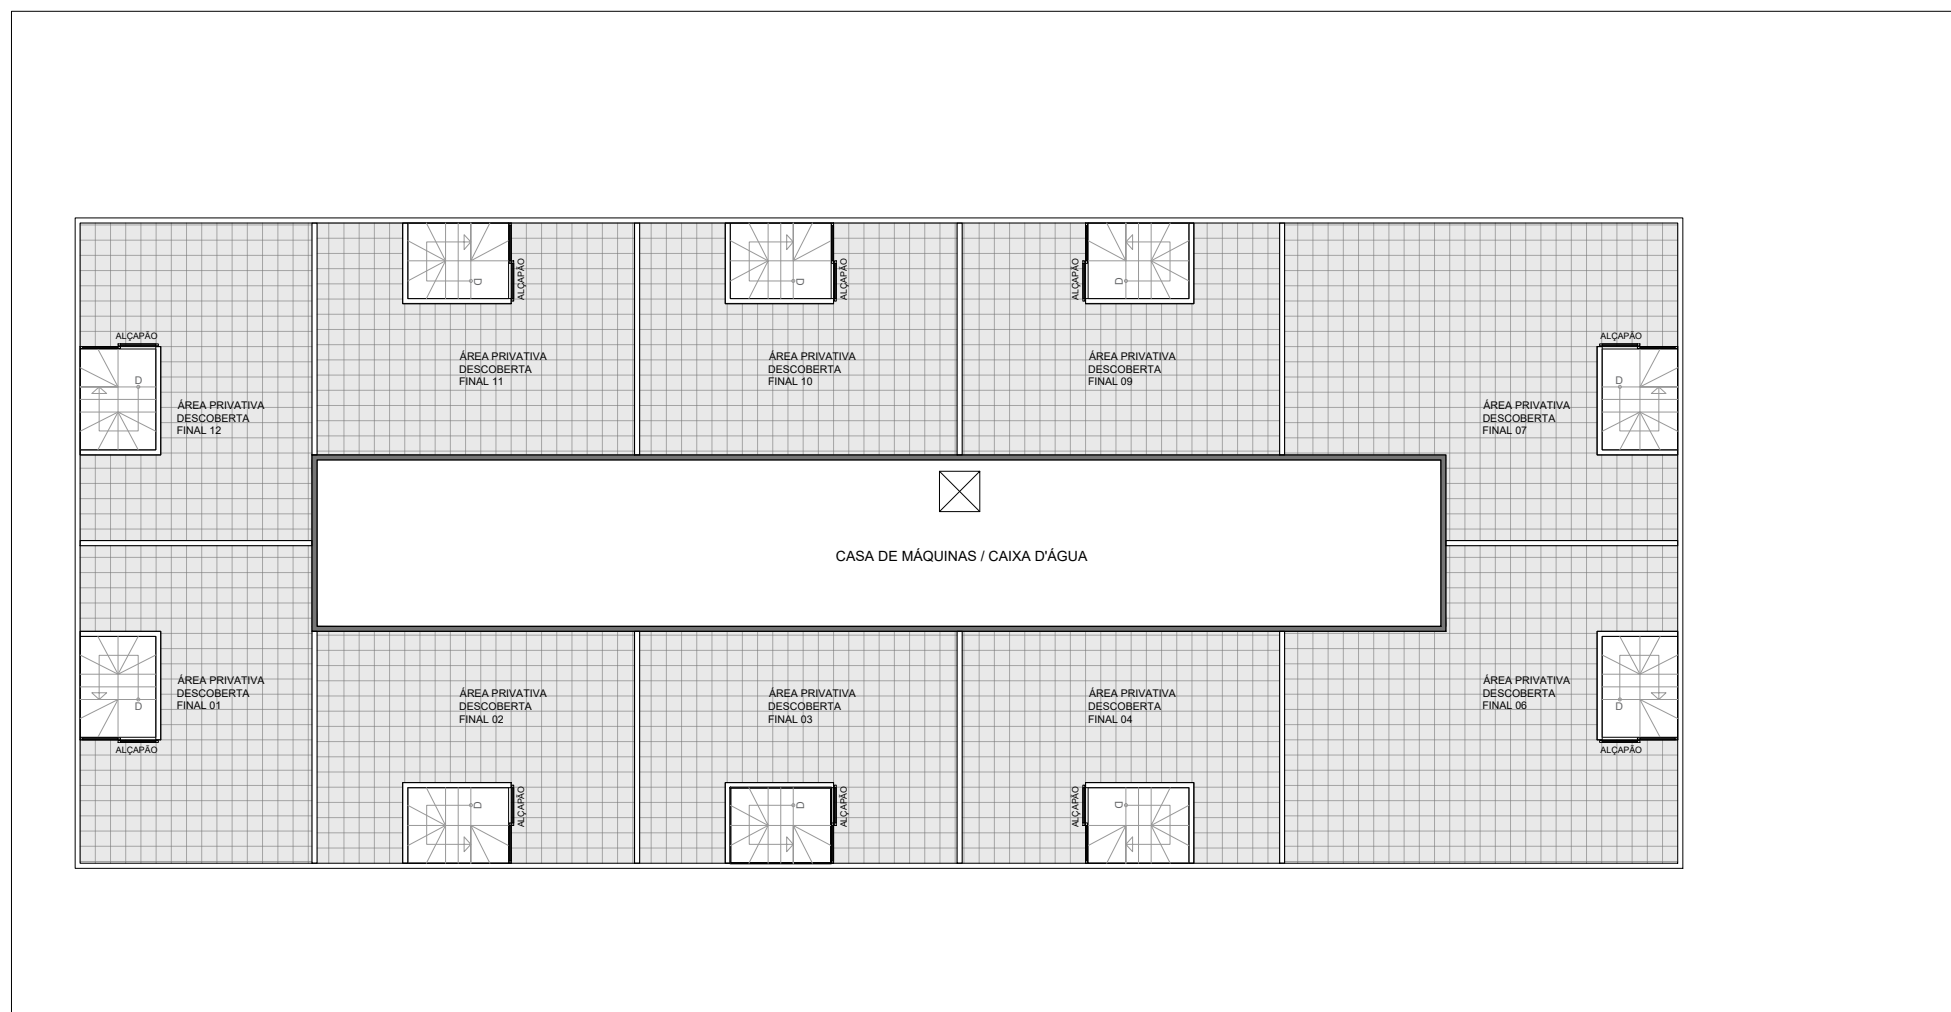 ALÇAPÃO
ALÇAPÃO
ALÇAPÃO
D
D
D
ALÇAPÃO
ALÇAPÃO
D
D
ÁREA PRIVATIVA
DESCOBERTA
FINAL 12
ÁREA PRIVATIVA
DESCOBERTA
FINAL 11
ÁREA PRIVATIVA
DESCOBERTA
FINAL 10
ÁREA PRIVATIVA
DESCOBERTA
FINAL 09
ÁREA PRIVATIVA
DESCOBERTA
FINAL 07
CASA DE MÁQUINAS / CAIXA D'ÁGUA
ÁREA PRIVATIVA
DESCOBERTA
FINAL 01
ÁREA PRIVATIVA
DESCOBERTA
FINAL 02
ÁREA PRIVATIVA
DESCOBERTA
FINAL 03
ÁREA PRIVATIVA
DESCOBERTA
FINAL 04
ÁREA PRIVATIVA
DESCOBERTA
FINAL 06
D
D
ALÇAPÃO
ALÇAPÃO
D
D
D
ALÇAPÃO
ALÇAPÃO
ALÇAPÃO